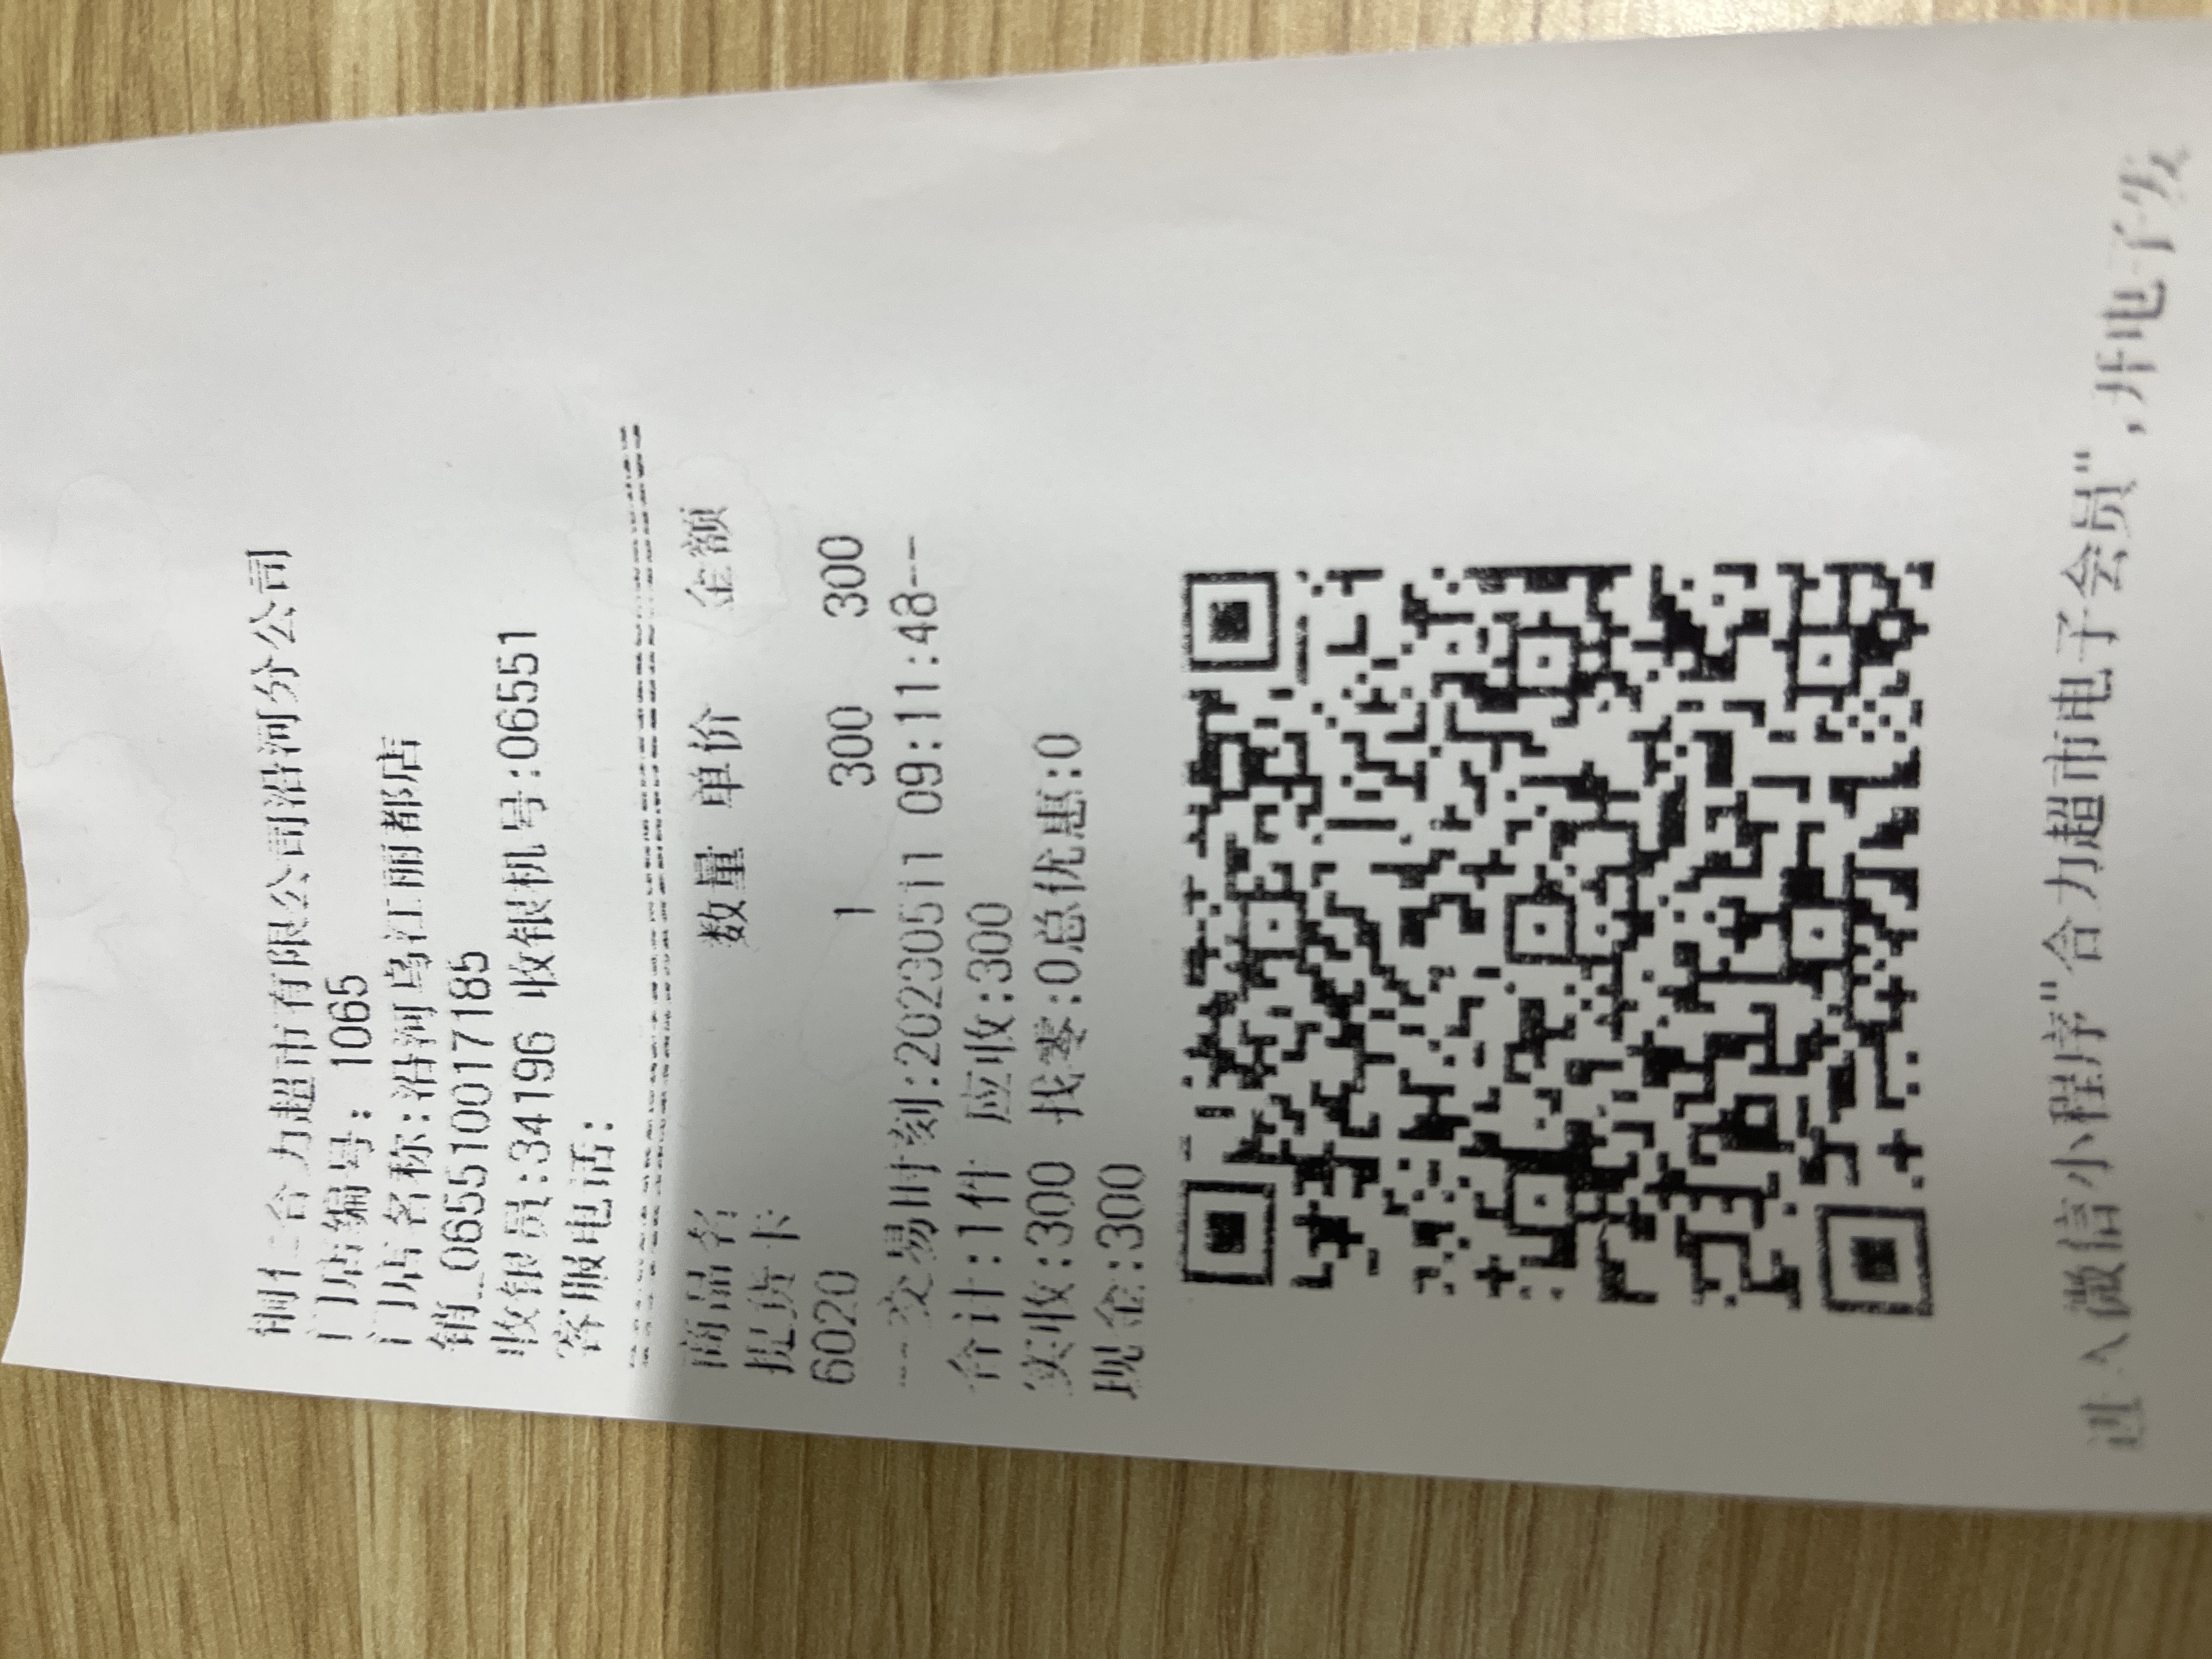 铜仁合力超市有限公司沿河分公司
门店编号: 1065
门店名称:沿河乌江丽都店
销_065510017185
收银员:34196 收银机号:06551
客服电话:
商品名 数量 单价 金额
提货卡
6020 1 300 300
---交易时刻:20230511 09:11:48--
合计:1件 应收:300
实收:300 找零:0总优惠:0
现金:300
进入微信小程序"合力超市电子会员",开电子发